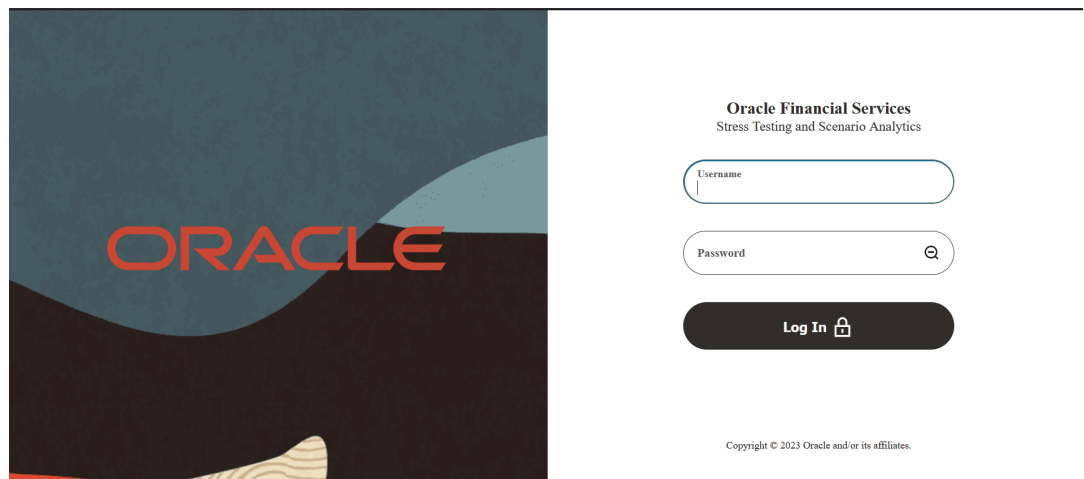 ORACLE
Oracle Financial Services
Stress Testing and Scenario Analytics
Username
Password
Log In
Copyright © 2023 Oracle and/or its affiliates.